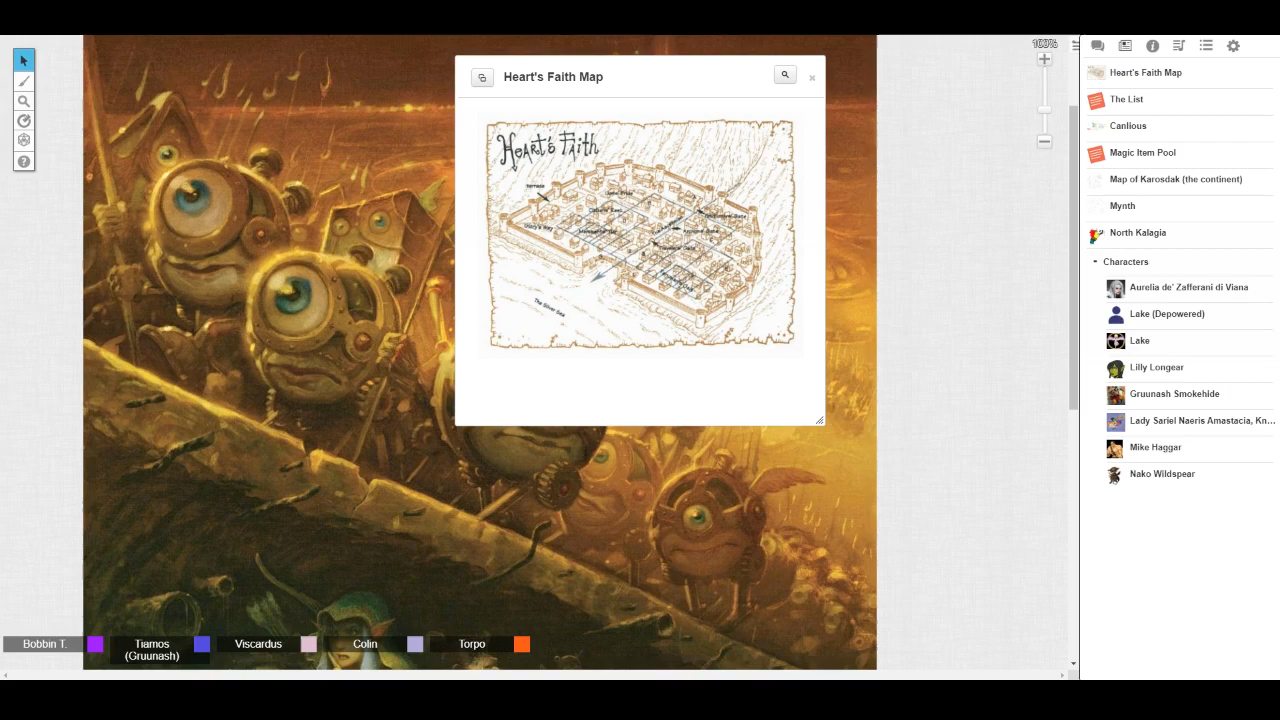 100%
Heart's Faith Map
Heart's Faith
Terrace
The Silver Sea
Heart's Faith Map
The List
Canlious
Magic Item Pool
Map of Karosdak (the continent)
Mynth
North Kalagia
Characters
Aurelia de' Zafferani di Viana
Lake (Depowered)
Lake
Lilly Longear
Gruunash Smokehide
Lady Sariel Naeris Amastacia, Kn...
Mike Haggar
Nako Wildspear
Bobbin T.
Tiamos
(Gruunash)
Viscardus
Colin
Torpo